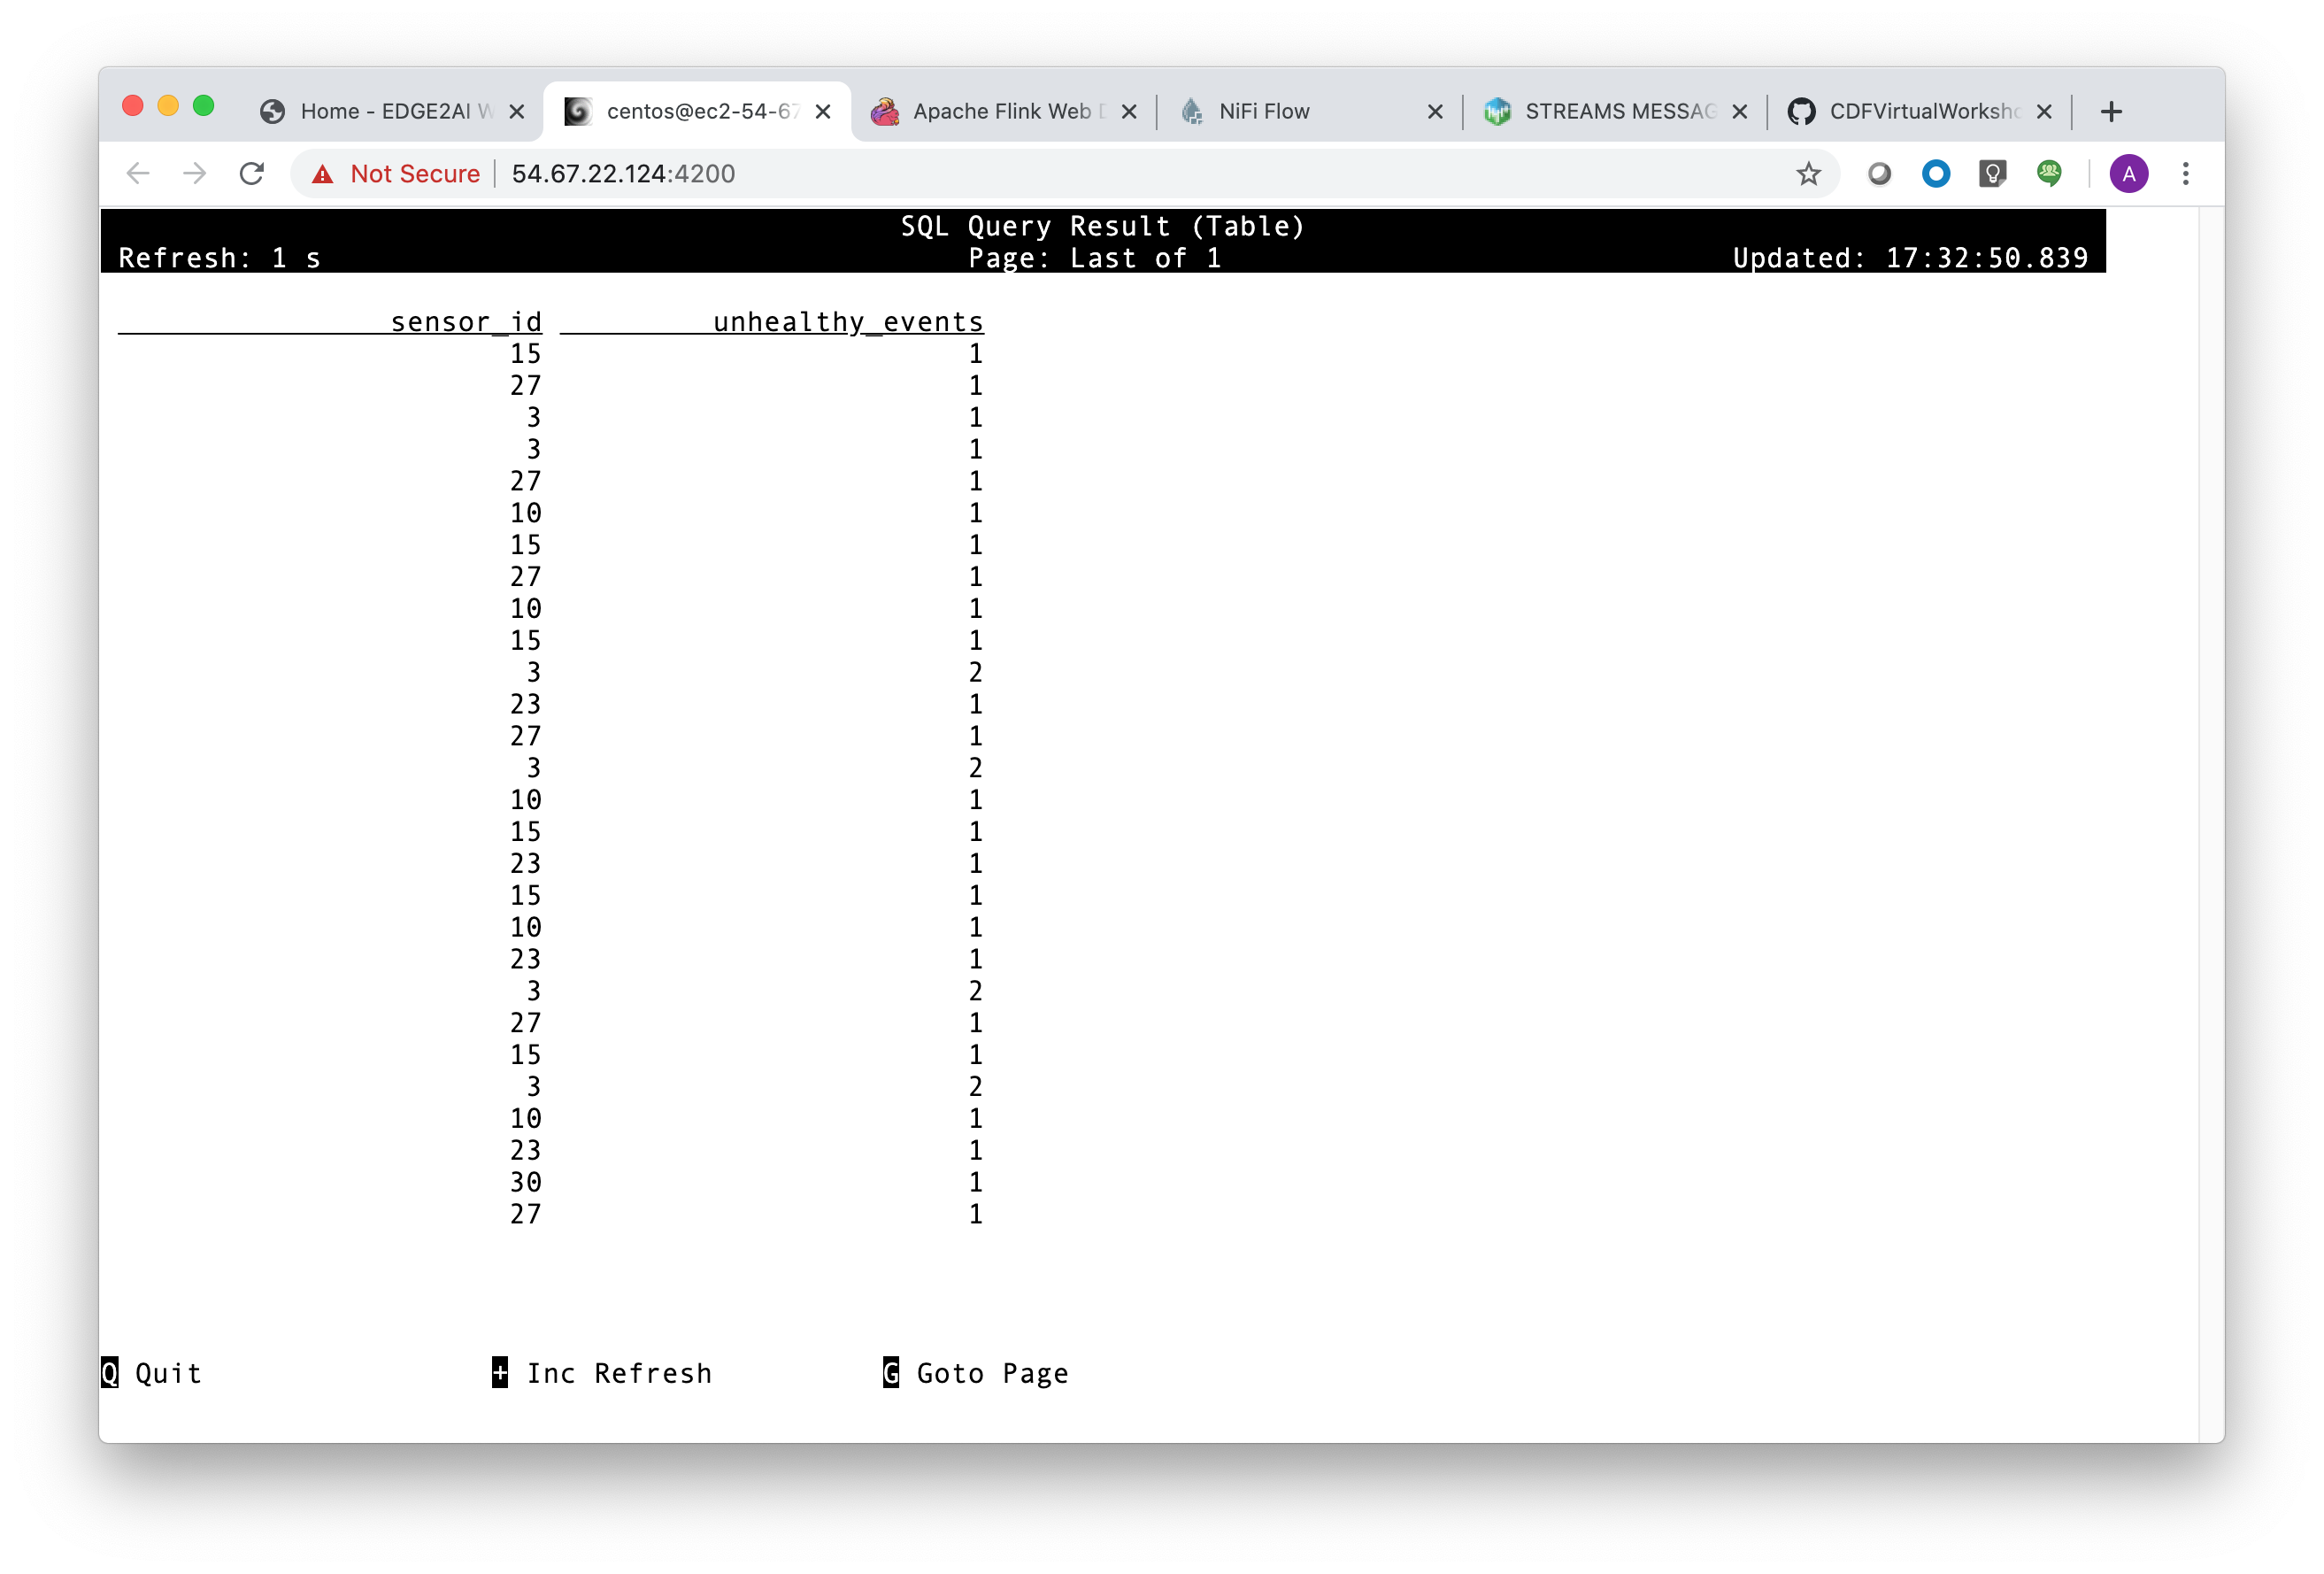 Home - EDGE2AI W
centos@ec2-54-67
Apache Flink Web D
NiFi Flow
STREAMS MESSAG
CDFVirtualWorksho
Not Secure 54.67.22.124:4200
A
SQL Query Result (Table)
Refresh: 1 s Page: Last of 1 Updated: 17:32:50.839
sensor_id unhealthy_events
15 1
27 1
3 1
3 1
27 1
10 1
15 1
27 1
10 1
15 1
3 2
23 1
27 1
3 2
10 1
15 1
23 1
15 1
10 1
23 1
3 2
27 1
15 1
3 2
10 1
23 1
30 1
27 1
Q Quit + Inc Refresh G Goto Page